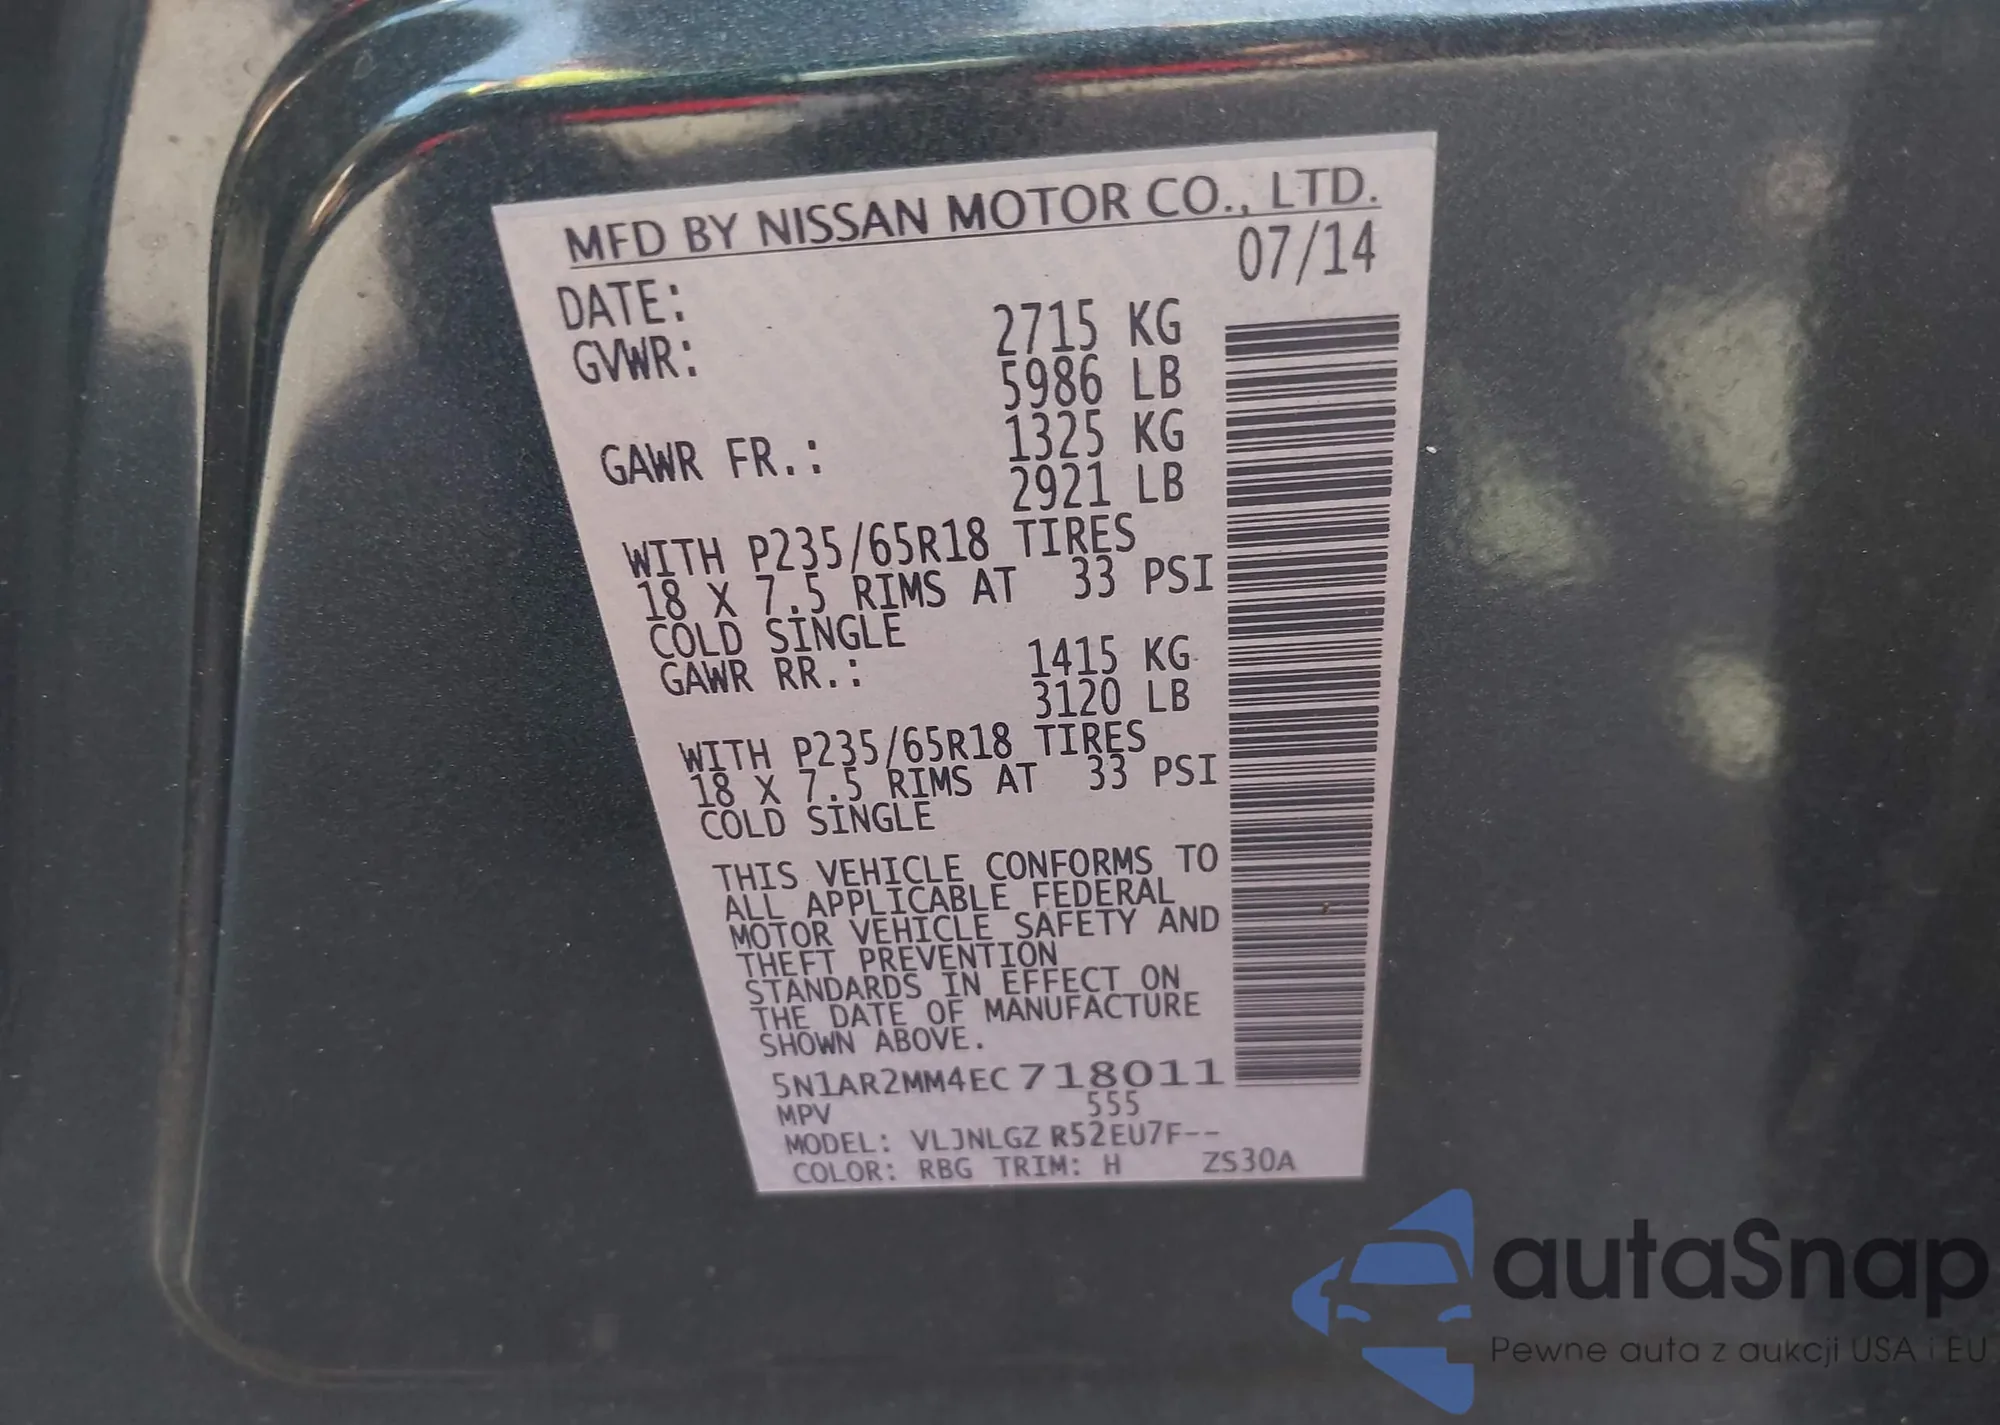 MFD BY NISSAN MOTOR CO., LTD.
DATE: 07/14
GVWR: 2715 KG
5986 LB
GAWR FR.: 1325 KG
2921 LB
WITH P235/65R18 TIRES
18 X 7.5 RIMS AT 33 PSI
COLD SINGLE
GAWR RR.: 1415 KG
3120 LB
WITH P235/65R18 TIRES
18 X 7.5 RIMS AT 33 PSI
COLD SINGLE
THIS VEHICLE CONFORMS TO
ALL APPLICABLE FEDERAL
MOTOR VEHICLE SAFETY AND
THEFT PREVENTION
STANDARDS IN EFFECT ON
THE DATE OF MANUFACTURE
SHOWN ABOVE.
5N1AR2MM4EC718011
MPV 555
MODEL: VLJNLGZ R52EU7F--
COLOR: RBG TRIM: H ZS30A
autaSnap
Pewne auta z aukcji USA i EU